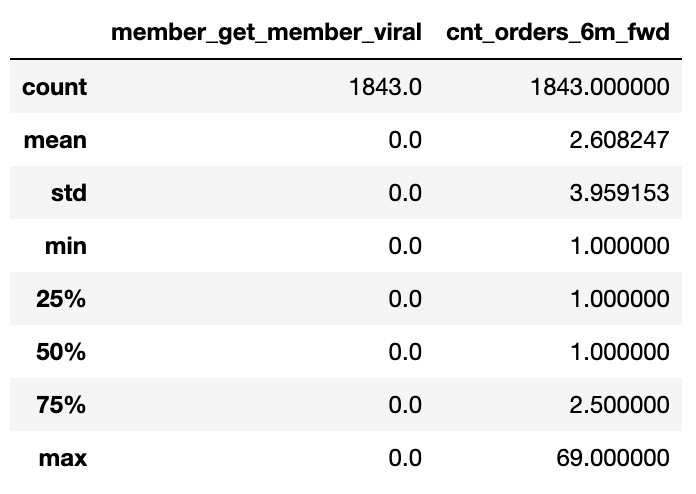 member_get_member_viral cnt_orders_6m_fwd
count 1843.0 1843.000000
mean 0.0 2.608247
std 0.0 3.959153
min 0.0 1.000000
25% 0.0 1.000000
50% 0.0 1.000000
75% 0.0 2.500000
max 0.0 69.000000